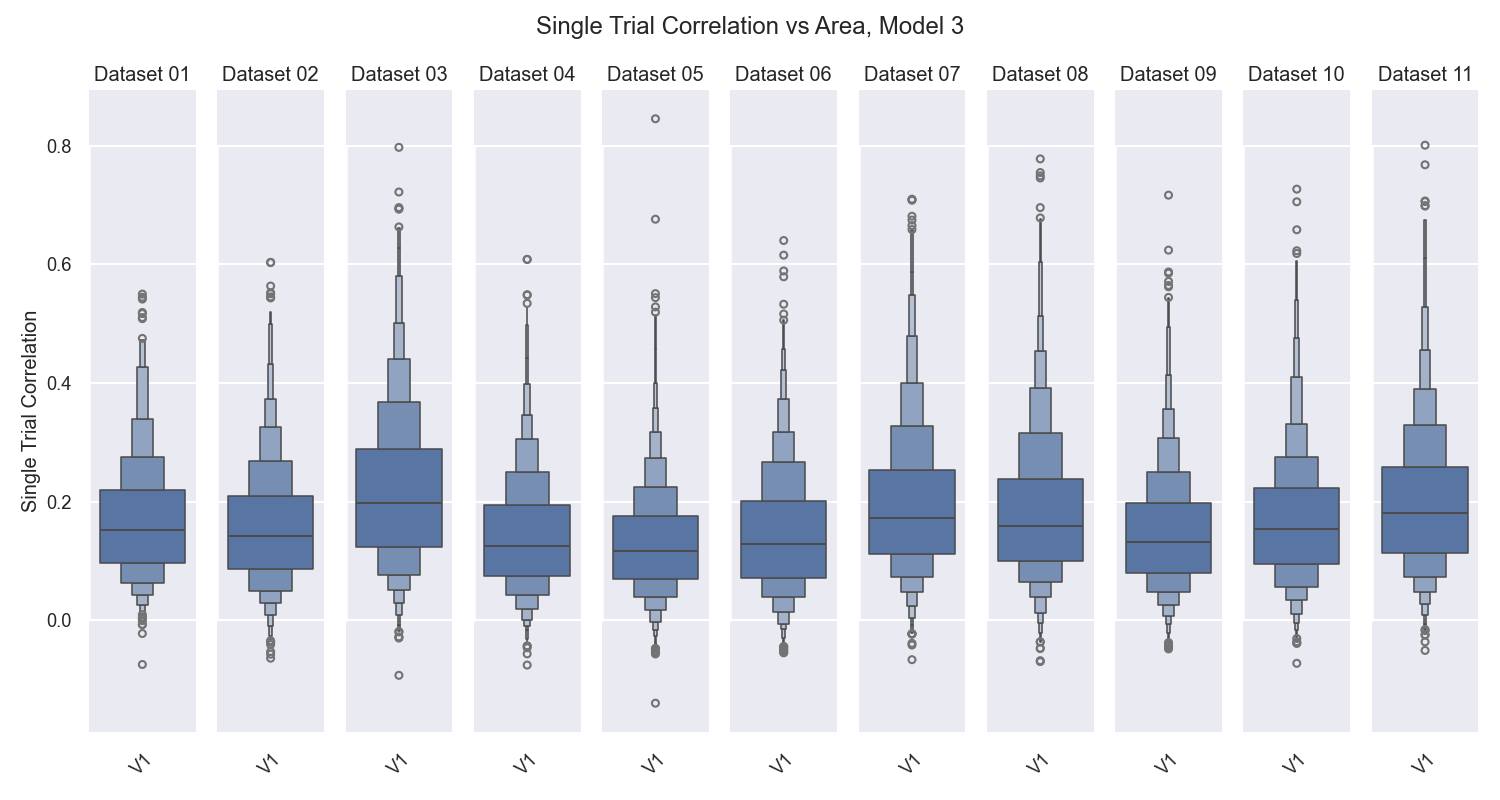 Single Trial Correlation vs Area, Model 3
Dataset 01 Dataset 02 Dataset 03 Dataset 04 Dataset 05 Dataset 06 Dataset 07 Dataset 08 Dataset 09 Dataset 10 Dataset 11
Single Trial Correlation
0.8
0.6
0.4
0.2
0.0
V1 V1 V1 V1 V1 V1 V1 V1 V1 V1 V1